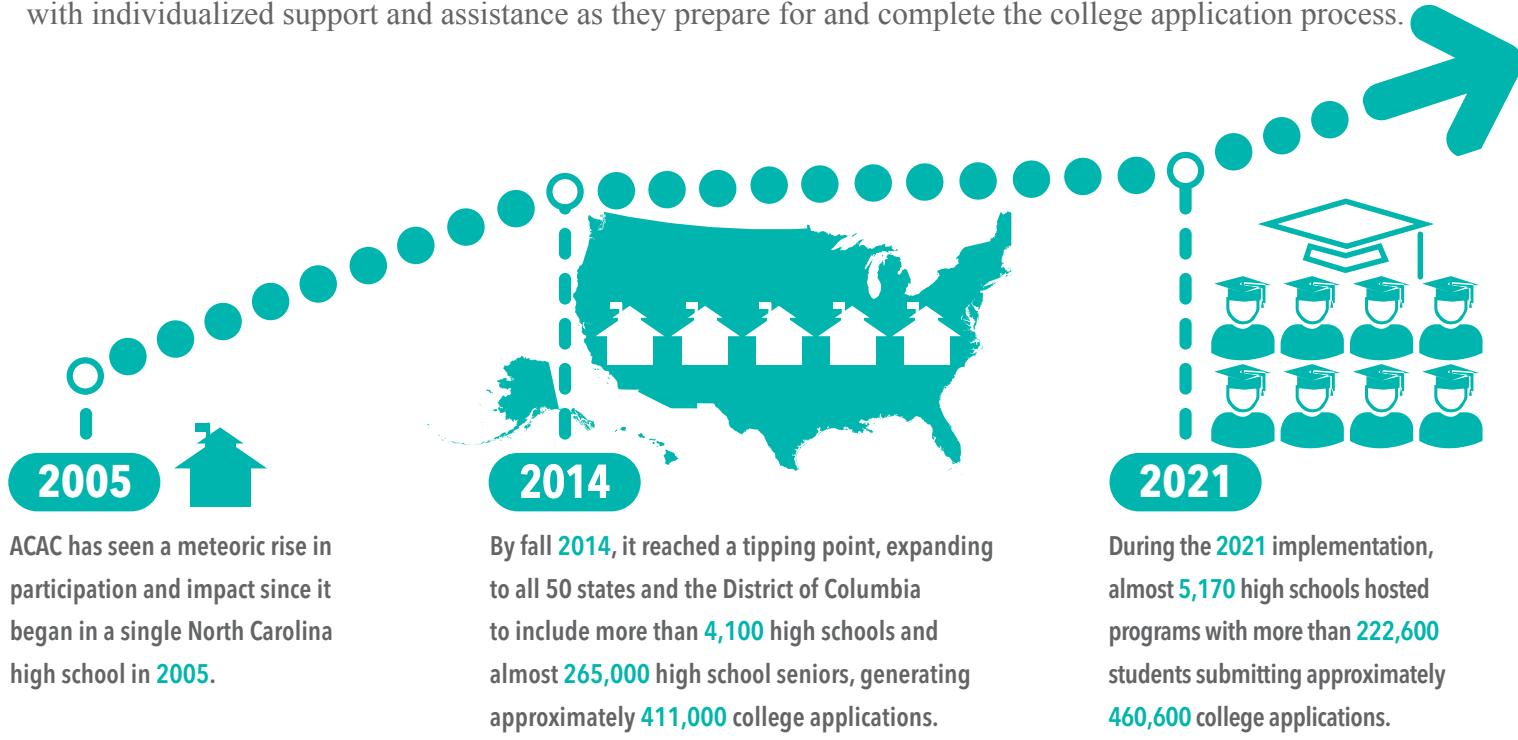 with individualized support and assistance as they prepare for and complete the college application process.
2005
ACAC has seen a meteoric rise in
participation and impact since it
began in a single North Carolina
high school in 2005.
2014
By fall 2014, it reached a tipping point, expanding
to all 50 states and the District of Columbia
to include more than 4,100 high schools and
almost 265,000 high school seniors, generating
approximately 411,000 college applications.
2021
During the 2021 implementation,
almost 5,170 high schools hosted
programs with more than 222,600
students submitting approximately
460,600 college applications.